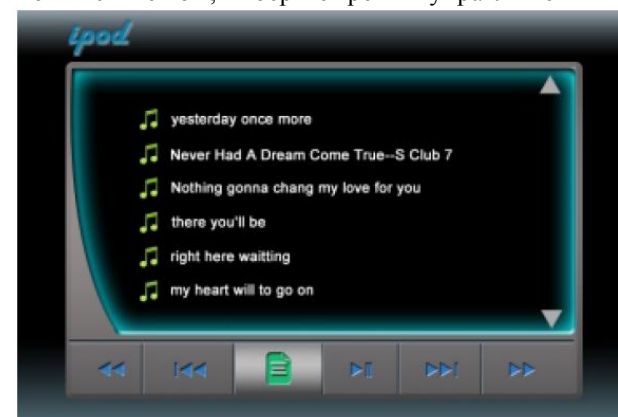 ipod
yesterday once more
Never Had A Dream Come True--S Club 7
Nothing gonna chang my love for you
there you'll be
right here waitting
my heart will to go on